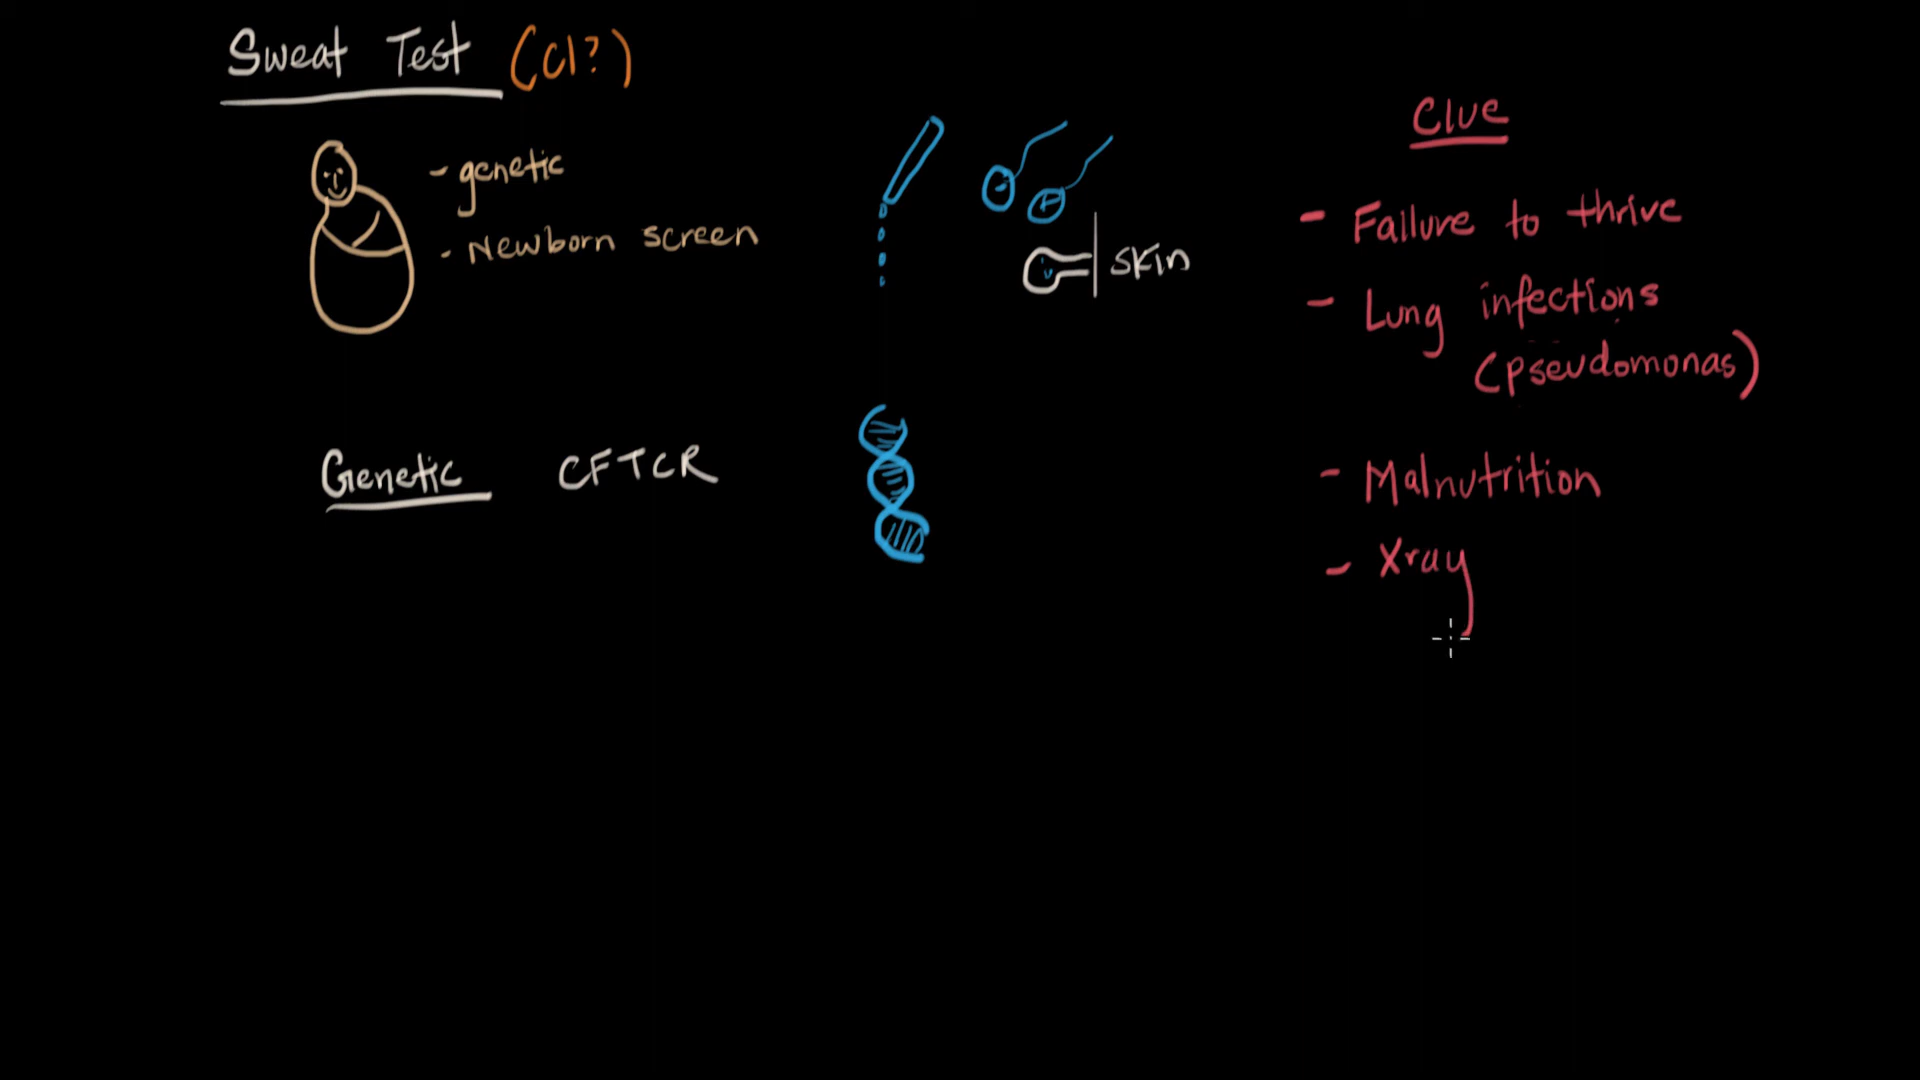 Sweat Test (Cl?)
- genetic
- Newborn screen
- +
skin
Genetic CFTCR
Clue
- Failure to thrive
- Lung infections
(pseudomonas)
- Malnutrition
- Xray